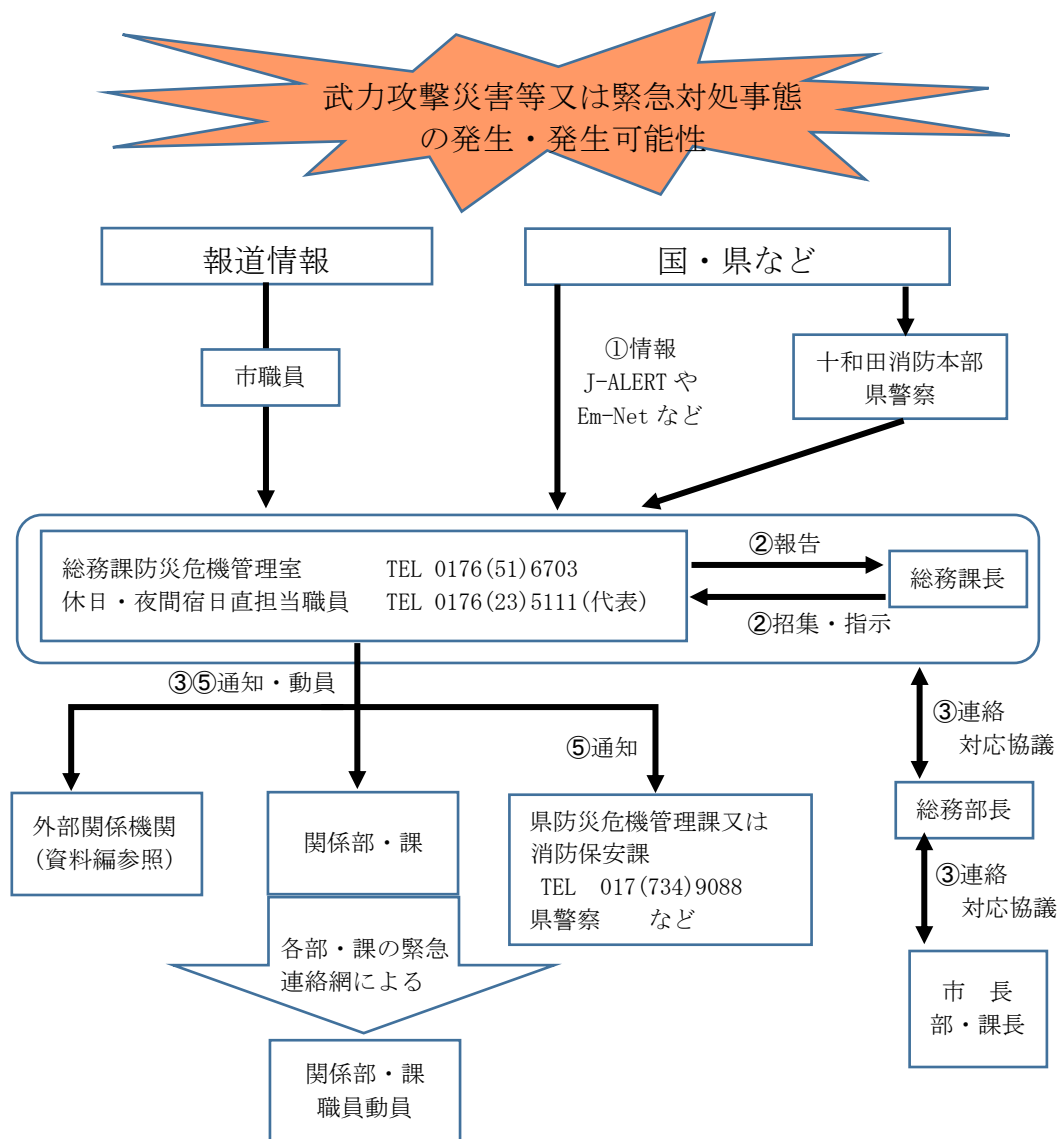 武力攻撃災害等又は緊急対処事態
の発生・発生可能性
報道情報
国・県など
市職員
①情報
J-ALERT や
Em-Net など
十和田消防本部
県警察
総務課防災危機管理室 TEL 0176(51)6703
休日・夜間宿日直担当職員 TEL 0176(23)5111(代表)
②報告
②招集・指示
総務課長
③⑤通知・動員
⑤通知
③連絡
対応協議
外部関係機関
(資料編参照)
関係部・課
県防災危機管理課又は
消防保安課
TEL 017(734)9088
県警察 など
総務部長
③連絡
対応協議
各部・課の緊急
連絡網による
市 長
部・課長
関係部・課
職員動員